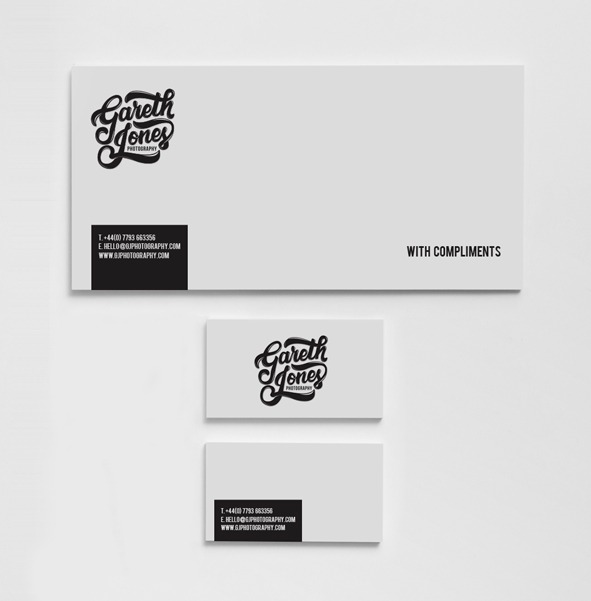 Gareth
Jones
PHOTOGRAPHY
T. +44(0) 7793 663356
E. HELLO@GJPHOTOGRAPHY.COM
WWW.GJPHOTOGRAPHY.COM
WITH COMPLIMENTS
Gareth
Jones
PHOTOGRAPHY
T. +44(0) 7793 663356
E. HELLO@GJPHOTOGRAPHY.COM
WWW.GJPHOTOGRAPHY.COM